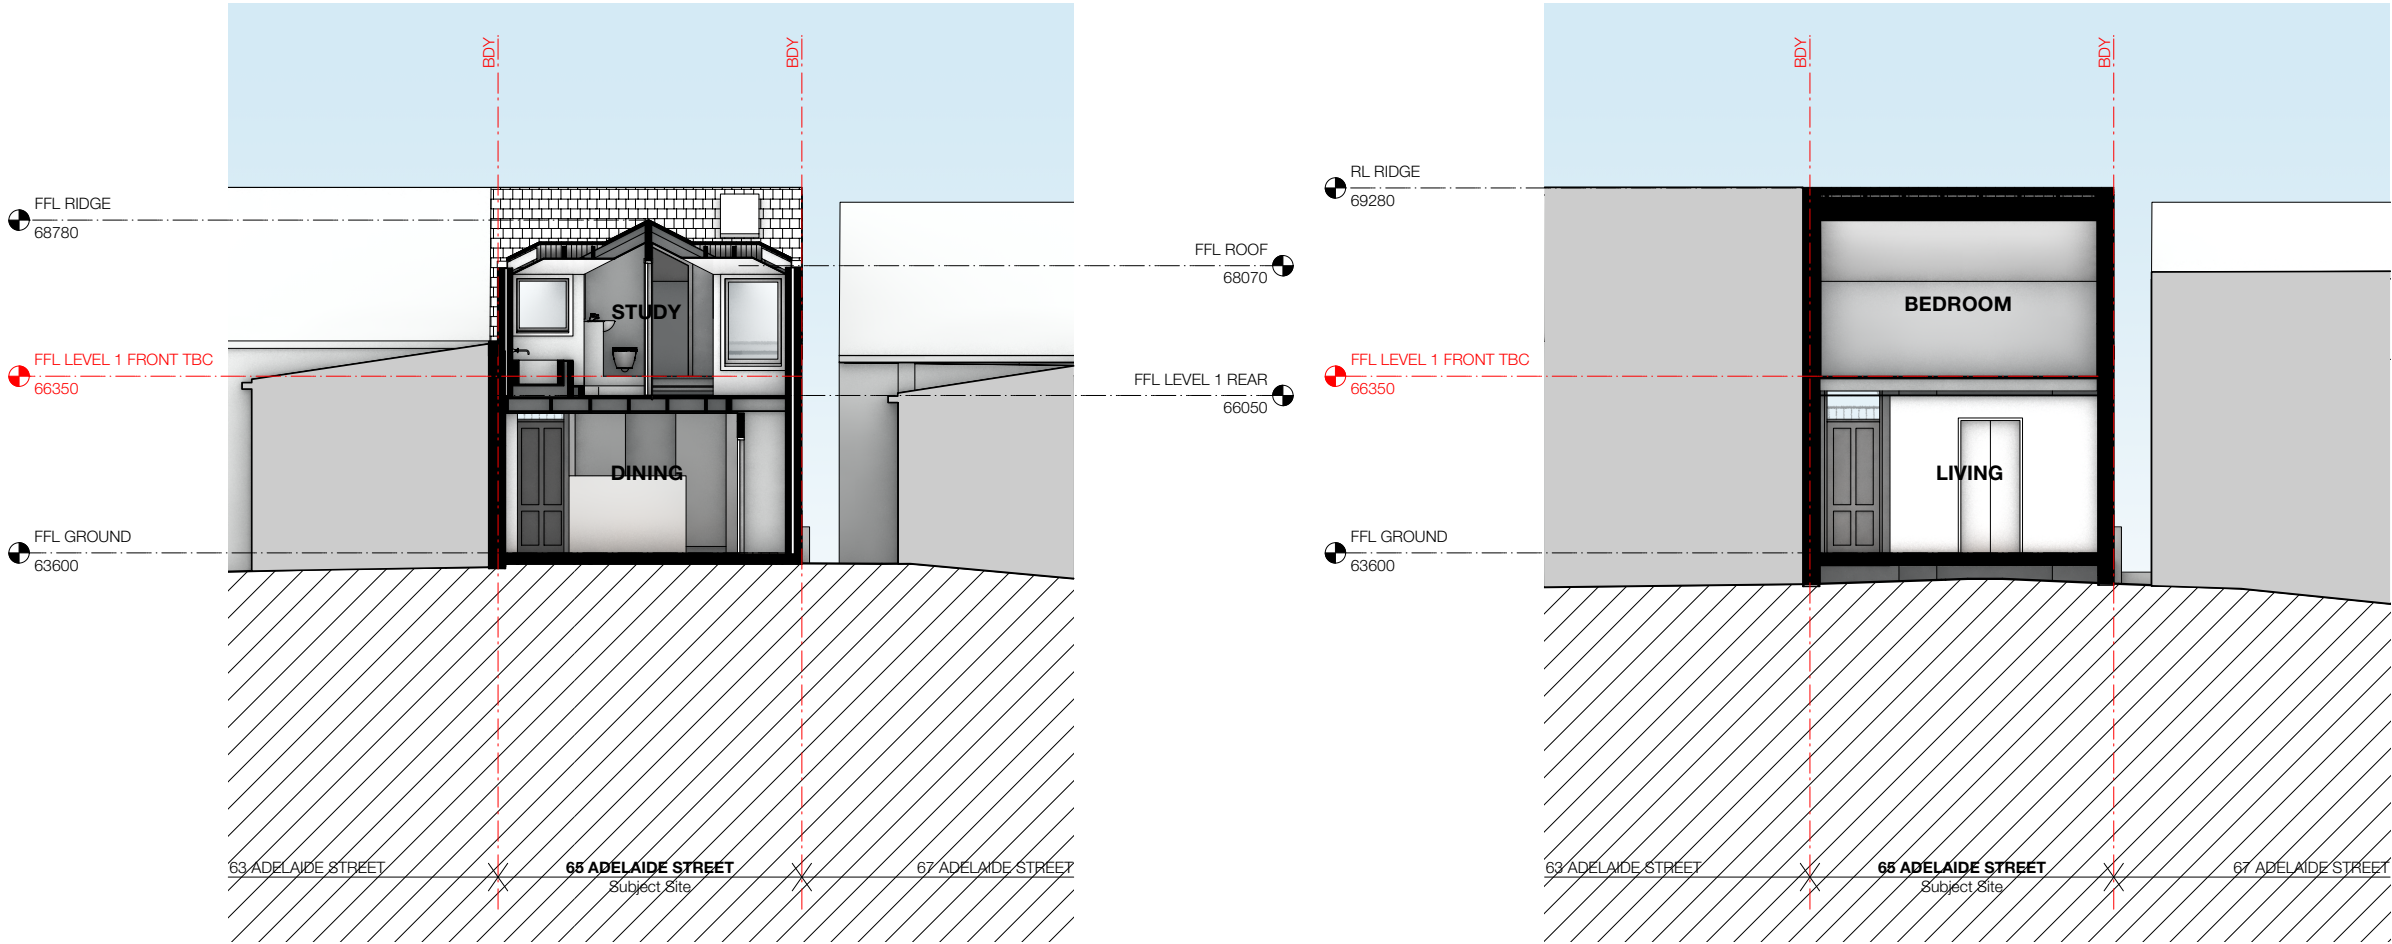 BDY
BDY
FFL RIDGE
68780
FFL ROOF
68070
FFL LEVEL 1 FRONT TBC
66350
FFL LEVEL 1 REAR
66050
FFL GROUND
63600
STUDY
DINING
63 ADELAIDE STREET
65 ADELAIDE STREET
Subject Site
67 ADELAIDE STREET
BDY
BDY
RL RIDGE
69280
FFL LEVEL 1 FRONT TBC
66350
FFL GROUND
63600
BEDROOM
LIVING
63 ADELAIDE STREET
65 ADELAIDE STREET
Subject Site
67 ADELAIDE STREET